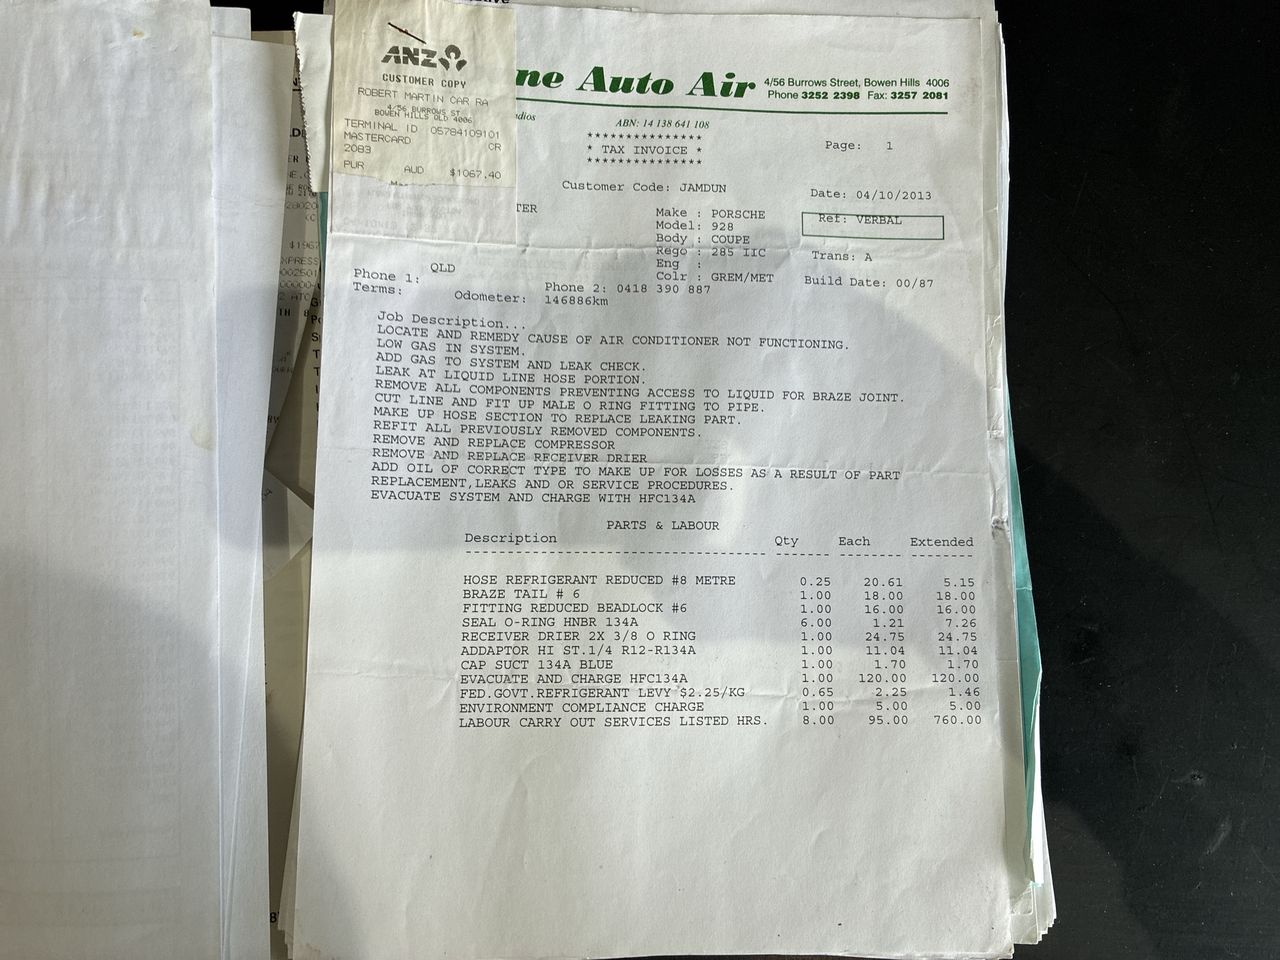 ANZ
CUSTOMER COPY
ROBERT MARTIN CAR RA
4/56 BURROWS ST
BOWEN HILLS QLD 4006
TERMINAL ID 05784109101
MASTERCARD CR
2083
PUR AUD $1067.40
ne Auto Air
4/56 Burrows Street, Bowen Hills 4006
Phone 3252 2398 Fax: 3257 2081
dios
ABN: 14 138 641 108
***************
* TAX INVOICE *
***************
Page: 1
Customer Code: JAMDUN
Date: 04/10/2013
TER
Make : PORSCHE
Ref: VERBAL
Model: 928
Body : COUPE
Rego : 285 IIC
Trans: A
Eng :
Colr : GREM/MET
Build Date: 00/87
QLD
Phone 1:
Phone 2: 0418 390 887
Terms:
Odometer: 146886km
Job Description...
LOCATE AND REMEDY CAUSE OF AIR CONDITIONER NOT FUNCTIONING.
LOW GAS IN SYSTEM.
ADD GAS TO SYSTEM AND LEAK CHECK.
LEAK AT LIQUID LINE HOSE PORTION.
REMOVE ALL COMPONENTS PREVENTING ACCESS TO LIQUID FOR BRAZE JOINT.
CUT LINE AND FIT UP MALE O RING FITTING TO PIPE.
MAKE UP HOSE SECTION TO REPLACE LEAKING PART.
REFIT ALL PREVIOUSLY REMOVED COMPONENTS.
REMOVE AND REPLACE COMPRESSOR
REMOVE AND REPLACE RECEIVER DRIER
ADD OIL OF CORRECT TYPE TO MAKE UP FOR LOSSES AS A RESULT OF PART
REPLACEMENT,LEAKS AND OR SERVICE PROCEDURES.
EVACUATE SYSTEM AND CHARGE WITH HFC134A
PARTS & LABOUR
Description Qty Each Extended
HOSE REFRIGERANT REDUCED #8 METRE 0.25 20.61 5.15
BRAZE TAIL # 6 1.00 18.00 18.00
FITTING REDUCED BEADLOCK #6 1.00 16.00 16.00
SEAL O-RING HNBR 134A 6.00 1.21 7.26
RECEIVER DRIER 2X 3/8 O RING 1.00 24.75 24.75
ADDAPTOR HI ST.1/4 R12-R134A 1.00 11.04 11.04
CAP SUCT 134A BLUE 1.00 1.70 1.70
EVACUATE AND CHARGE HFC134A 1.00 120.00 120.00
FED.GOVT.REFRIGERANT LEVY $2.25/KG 0.65 2.25 1.46
ENVIRONMENT COMPLIANCE CHARGE 1.00 5.00 5.00
LABOUR CARRY OUT SERVICES LISTED HRS. 8.00 95.00 760.00